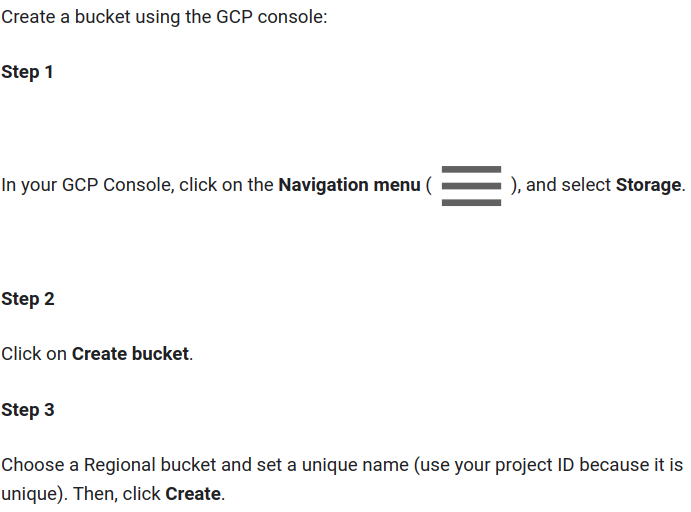 Create a bucket using the GCP console:
Step 1
In your GCP Console, click on the Navigation menu ( ), and select Storage.
Step 2
Click on Create bucket.
Step 3
Choose a Regional bucket and set a unique name (use your project ID because it is
unique). Then, click Create.